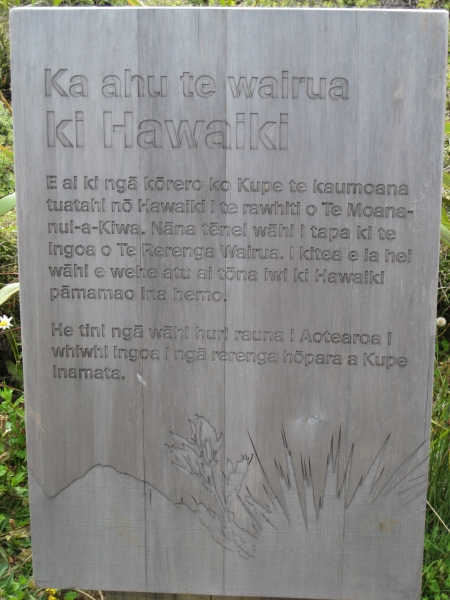 Ka ahu te wairua
ki Hawaiki
E ai ki ngā kōrero ko Kupe te kaumoana
tuatahi nō Hawaiki i te rawhiti o Te Moana-
nui-a-Kiwa. Nāna tēnei wāhi i tapa ki te
ingoa o Te Rerenga Wairua. I kitea e ia hei
wāhi e wehe atu ai tōna iwi ki Hawaiki
pāmamao ina hemo.
He tini ngā wāhi huri rauna i Aotearoa i
whiwhi ingoa i ngā rerenga hōpara a Kupe
inamata.